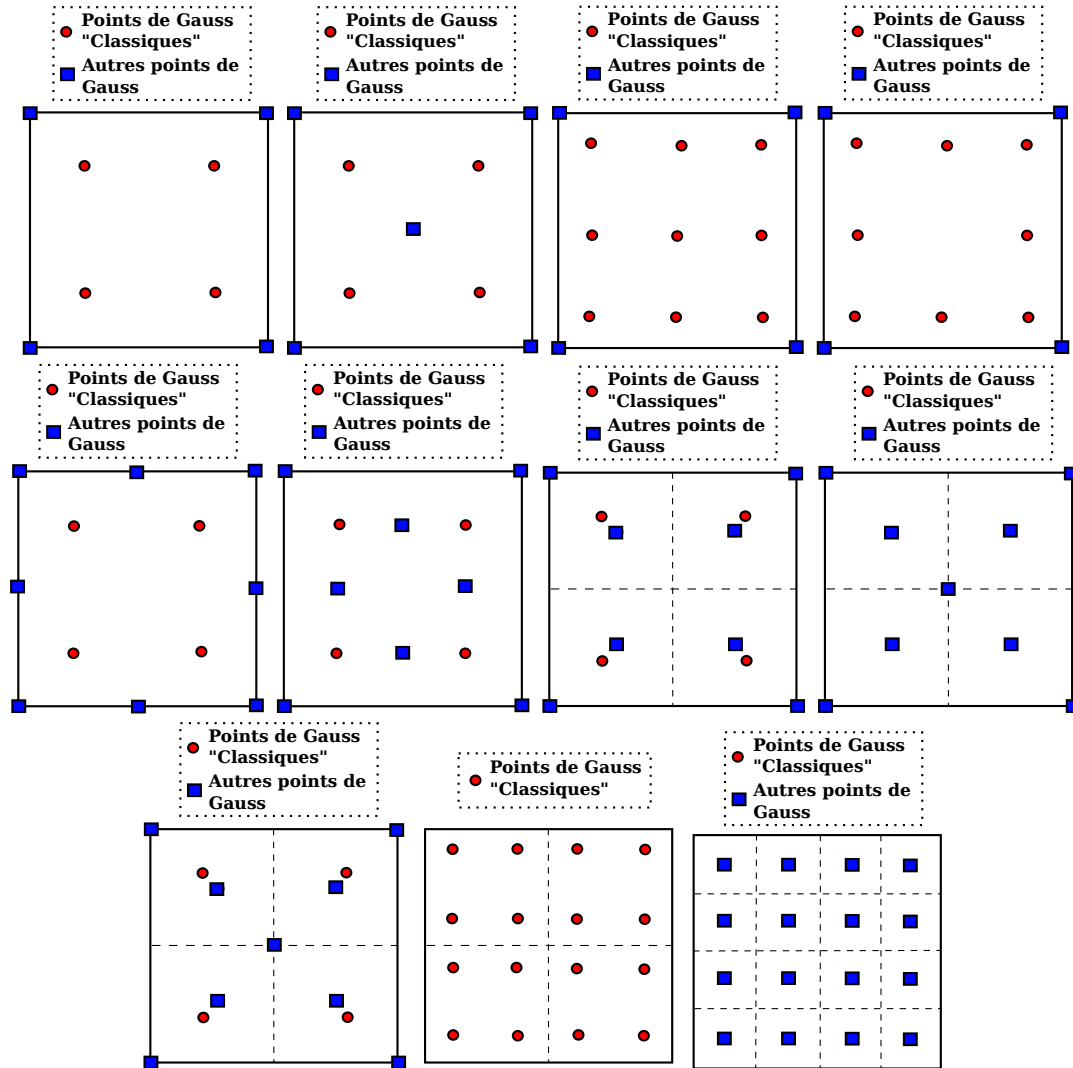 Points de Gauss
"Classiques"
Autres points de
Gauss
Points de Gauss
"Classiques"
Autres points de
Gauss
Points de Gauss
"Classiques"
Autres points de
Gauss
Points de Gauss
"Classiques"
Autres points de
Gauss
Points de Gauss
"Classiques"
Autres points de
Gauss
Points de Gauss
"Classiques"
Autres points de
Gauss
Points de Gauss
"Classiques"
Autres points de
Gauss
Points de Gauss
"Classiques"
Autres points de
Gauss
Points de Gauss
"Classiques"
Autres points de
Gauss
Points de Gauss
"Classiques"
Points de Gauss
"Classiques"
Autres points de
Gauss